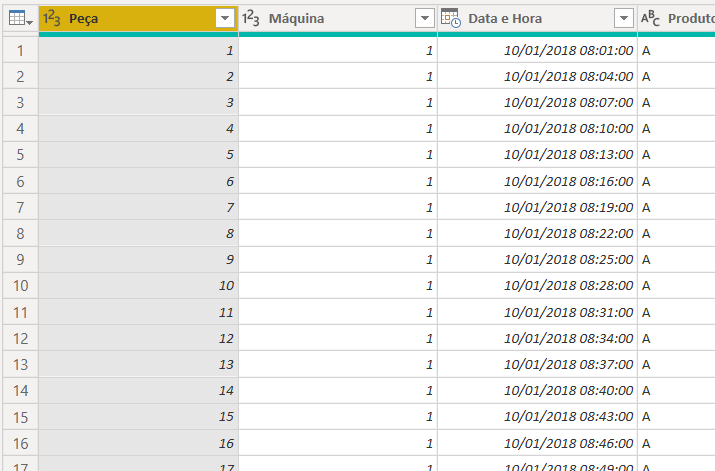 1²3 Peça 1²3 Máquina Data e Hora ABC Produto
1 1 1 10/01/2018 08:01:00 A
2 2 1 10/01/2018 08:04:00 A
3 3 1 10/01/2018 08:07:00 A
4 4 1 10/01/2018 08:10:00 A
5 5 1 10/01/2018 08:13:00 A
6 6 1 10/01/2018 08:16:00 A
7 7 1 10/01/2018 08:19:00 A
8 8 1 10/01/2018 08:22:00 A
9 9 1 10/01/2018 08:25:00 A
10 10 1 10/01/2018 08:28:00 A
11 11 1 10/01/2018 08:31:00 A
12 12 1 10/01/2018 08:34:00 A
13 13 1 10/01/2018 08:37:00 A
14 14 1 10/01/2018 08:40:00 A
15 15 1 10/01/2018 08:43:00 A
16 16 1 10/01/2018 08:46:00 A
17 17 1 10/01/2018 08:49:00 A